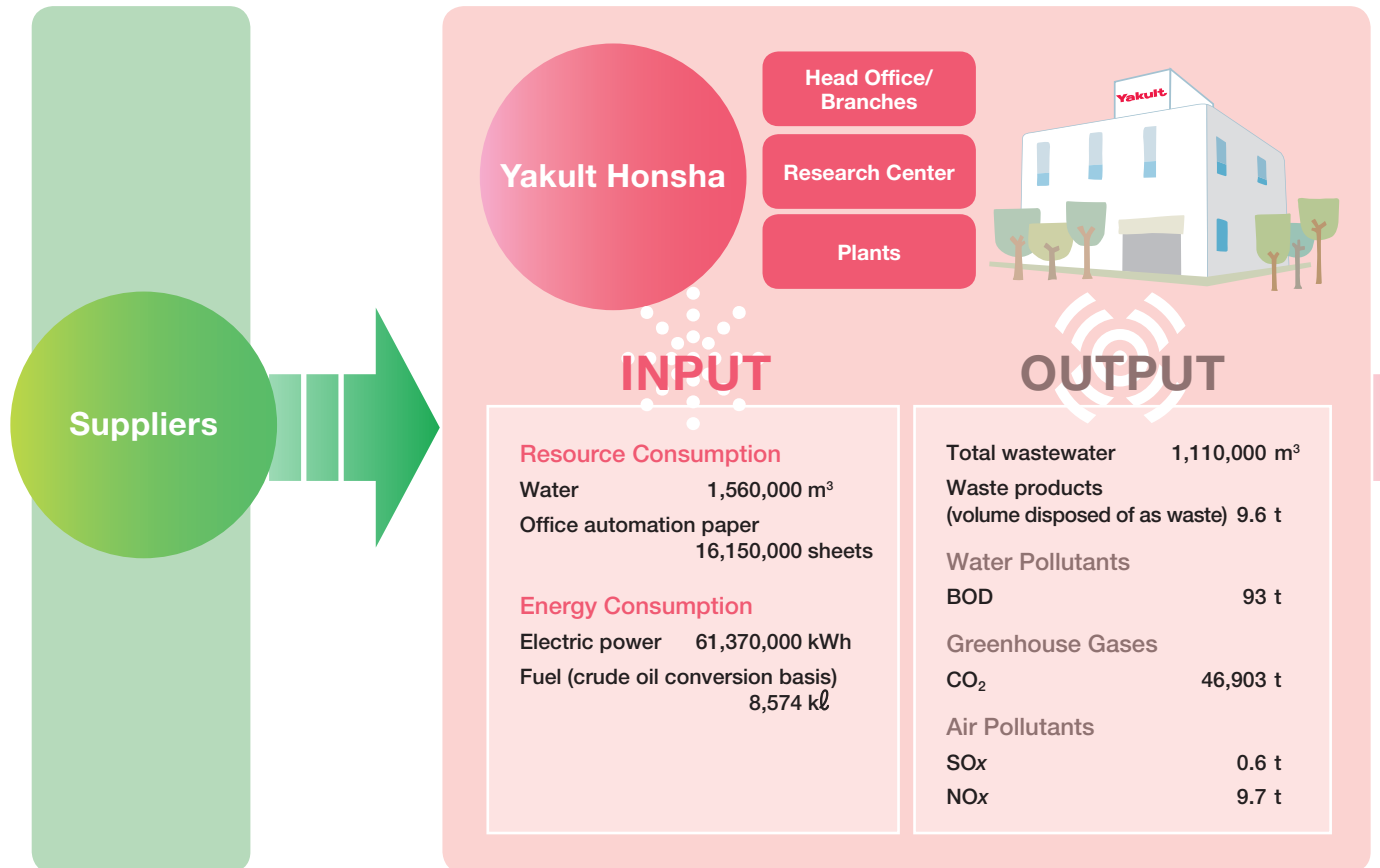 Suppliers
Yakult Honsha
Head Office/
Branches
Research Center
Plants
Yakult
INPUT
Resource Consumption
Water 1,560,000 m³
Office automation paper
16,150,000 sheets
Energy Consumption
Electric power 61,370,000 kWh
Fuel (crude oil conversion basis)
8,574 kℓ
OUTPUT
Total wastewater 1,110,000 m³
Waste products
(volume disposed of as waste) 9.6 t
Water Pollutants
BOD 93 t
Greenhouse Gases
CO₂ 46,903 t
Air Pollutants
SOx 0.6 t
NOx 9.7 t